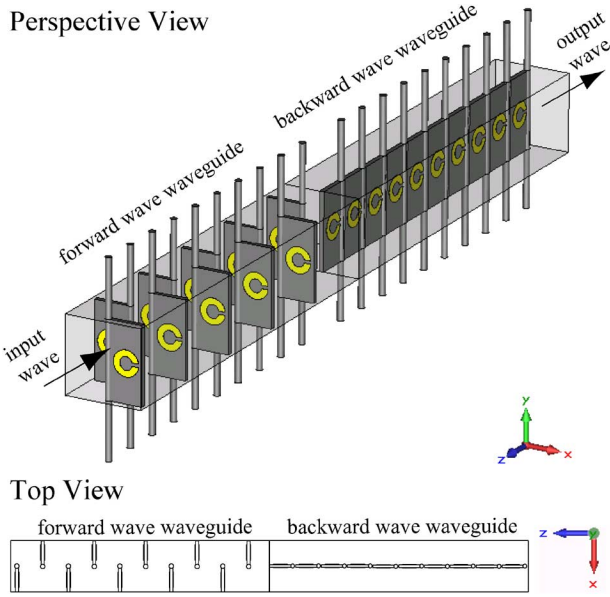 Perspective View
backward wave waveguide
output
wave
forward wave waveguide
input
wave
y
z
x
Top View
forward wave waveguide
backward wave waveguide
z
y
x